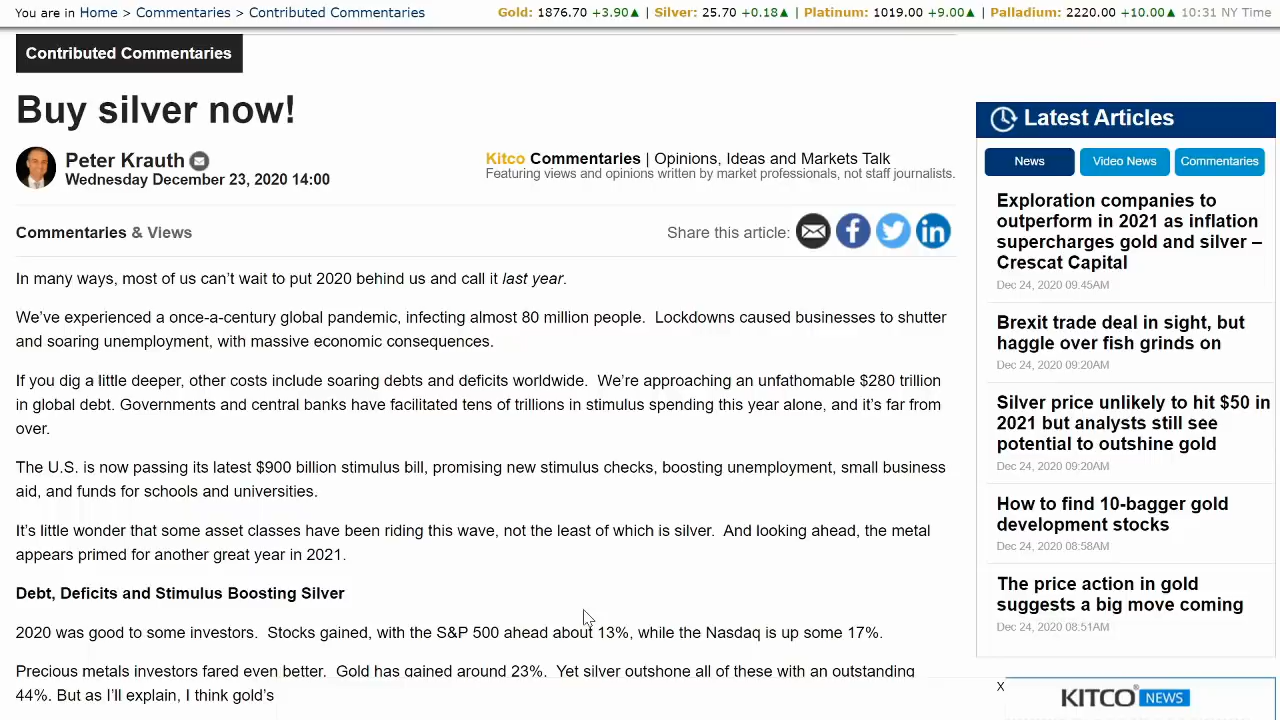 You are in Home > Commentaries > Contributed Commentaries
Gold: 1876.70 +3.90▲ | Silver: 25.70 +0.18▲ | Platinum: 1019.00 +9.00▲ | Palladium: 2220.00 +10.00▲ 10:31 NY Time
Contributed Commentaries
Buy silver now!
Peter Krauth
Wednesday December 23, 2020 14:00
Kitco Commentaries | Opinions, Ideas and Markets Talk
Featuring views and opinions written by market professionals, not staff journalists.
Commentaries & Views
Share this article:
In many ways, most of us can’t wait to put 2020 behind us and call it last year.
We’ve experienced a once-a-century global pandemic, infecting almost 80 million people.  Lockdowns caused businesses to shutter
and soaring unemployment, with massive economic consequences.
If you dig a little deeper, other costs include soaring debts and deficits worldwide.  We’re approaching an unfathomable $280 trillion
in global debt. Governments and central banks have facilitated tens of trillions in stimulus spending this year alone, and it’s far from
over.
The U.S. is now passing its latest $900 billion stimulus bill, promising new stimulus checks, boosting unemployment, small business
aid, and funds for schools and universities.
It’s little wonder that some asset classes have been riding this wave, not the least of which is silver.  And looking ahead, the metal
appears primed for another great year in 2021.
Debt, Deficits and Stimulus Boosting Silver
2020 was good to some investors.  Stocks gained, with the S&P 500 ahead about 13%, while the Nasdaq is up some 17%.
Precious metals investors fared even better.  Gold has gained around 23%.  Yet silver outshone all of these with an outstanding
44%. But as I’ll explain, I think gold’s
Latest Articles
News
Video News
Commentaries
Exploration companies to
outperform in 2021 as inflation
supercharges gold and silver –
Crescat Capital
Dec 24, 2020 09.45AM
Brexit trade deal in sight, but
haggle over fish grinds on
Dec 24, 2020 09:20AM
Silver price unlikely to hit $50 in
2021 but analysts still see
potential to outshine gold
Dec 24, 2020 09:20AM
How to find 10-bagger gold
development stocks
Dec 24, 2020 08:58AM
The price action in gold
suggests a big move coming
Dec 24, 2020 08:51AM
X
KITCO® NEWS